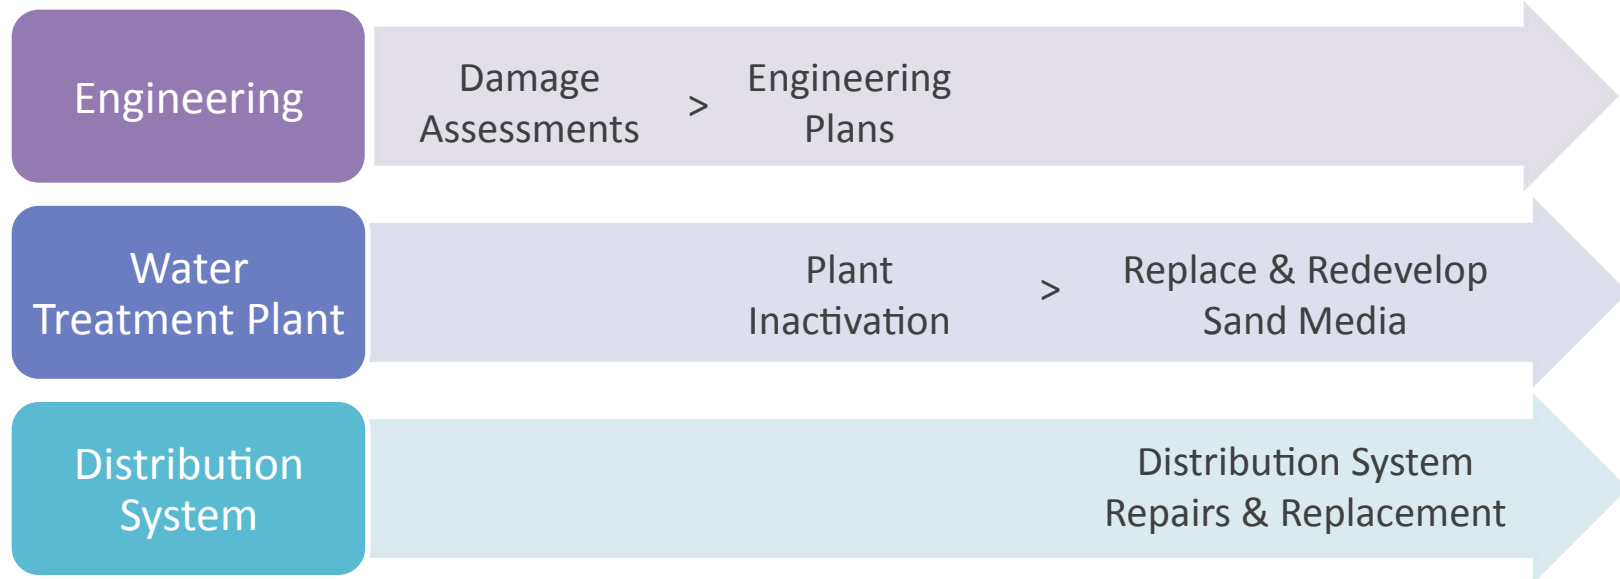 Engineering
Damage
Assessments
>
Engineering
Plans
Water
Treatment Plant
Plant
Inactivation
>
Replace & Redevelop
Sand Media
Distribution
System
Distribution System
Repairs & Replacement